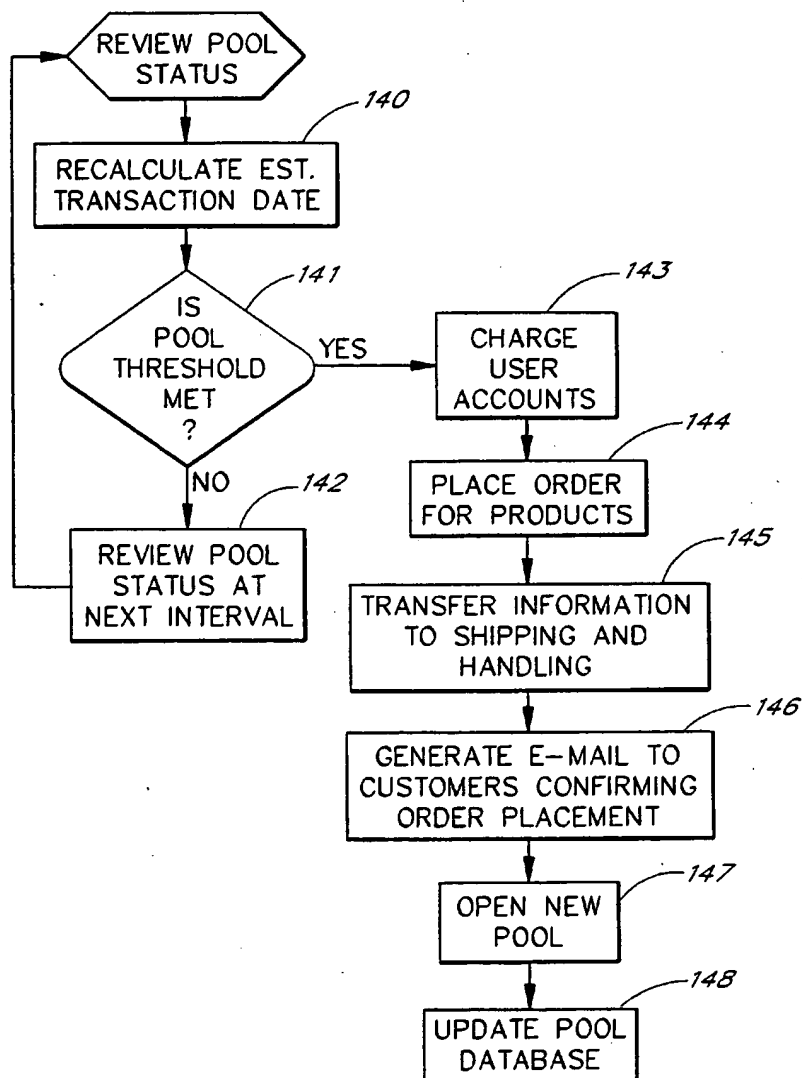 REVIEW POOL
STATUS
140
RECALCULATE EST.
TRANSACTION DATE
141
IS
POOL
THRESHOLD
MET
?
YES
NO
142
REVIEW POOL
STATUS AT
NEXT INTERVAL
143
CHARGE
USER
ACCOUNTS
144
PLACE ORDER
FOR PRODUCTS
145
TRANSFER INFORMATION
TO SHIPPING AND
HANDLING
146
GENERATE E-MAIL TO
CUSTOMERS CONFIRMING
ORDER PLACEMENT
147
OPEN NEW
POOL
148
UPDATE POOL
DATABASE